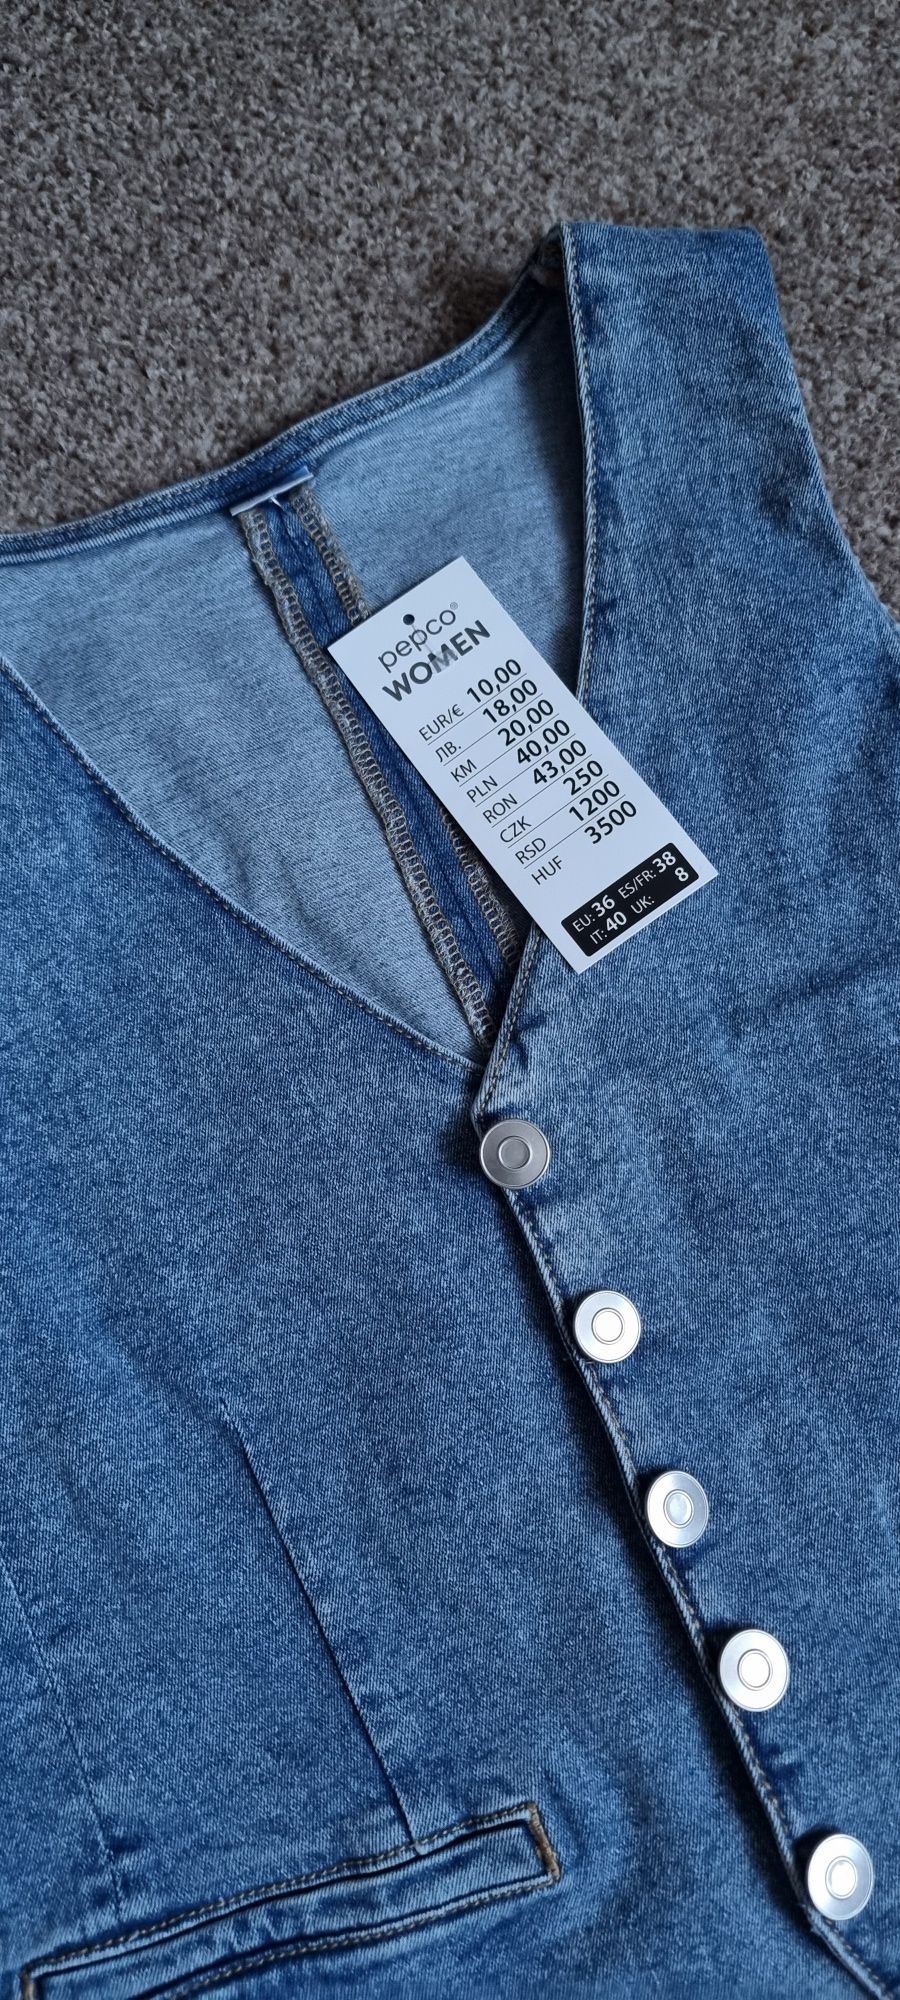 pepco®
WOMEN
EUR/€ 10,00
ЛВ. 18,00
KM 20,00
PLN 40,00
RON 43,00
CZK 250
RSD 1200
HUF 3500
EU: 36 ES/FR: 38
IT: 40 UK: 8